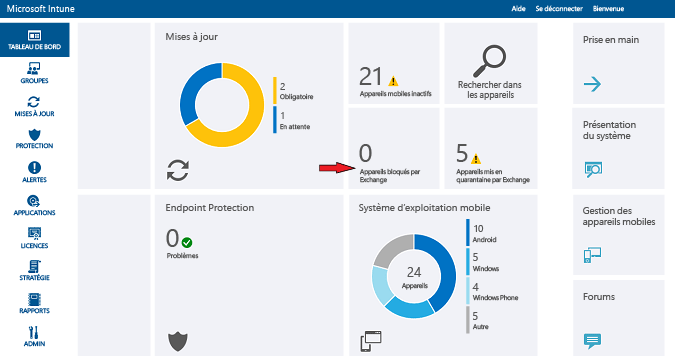 Microsoft Intune
Aide
Se déconnecter
Bienvenue
TABLEAU DE BORD
GROUPES
MISES À JOUR
PROTECTION
ALERTES
APPLICATIONS
LICENCES
STRATÉGIE
RAPPORTS
ADMIN
Mises à jour
2
Obligatoire
1
En attente
21
Appareils mobiles inactifs
Rechercher dans
les appareils
0
Appareils bloqués par
Exchange
5
Appareils mis en
quarantaine par Exchange
Endpoint Protection
0
Problèmes
Système d'exploitation mobile
24
Appareils
10
Android
5
Windows
4
Windows Phone
5
Autre
Prise en main
Présentation
du système
Gestion des
appareils mobiles
Forums